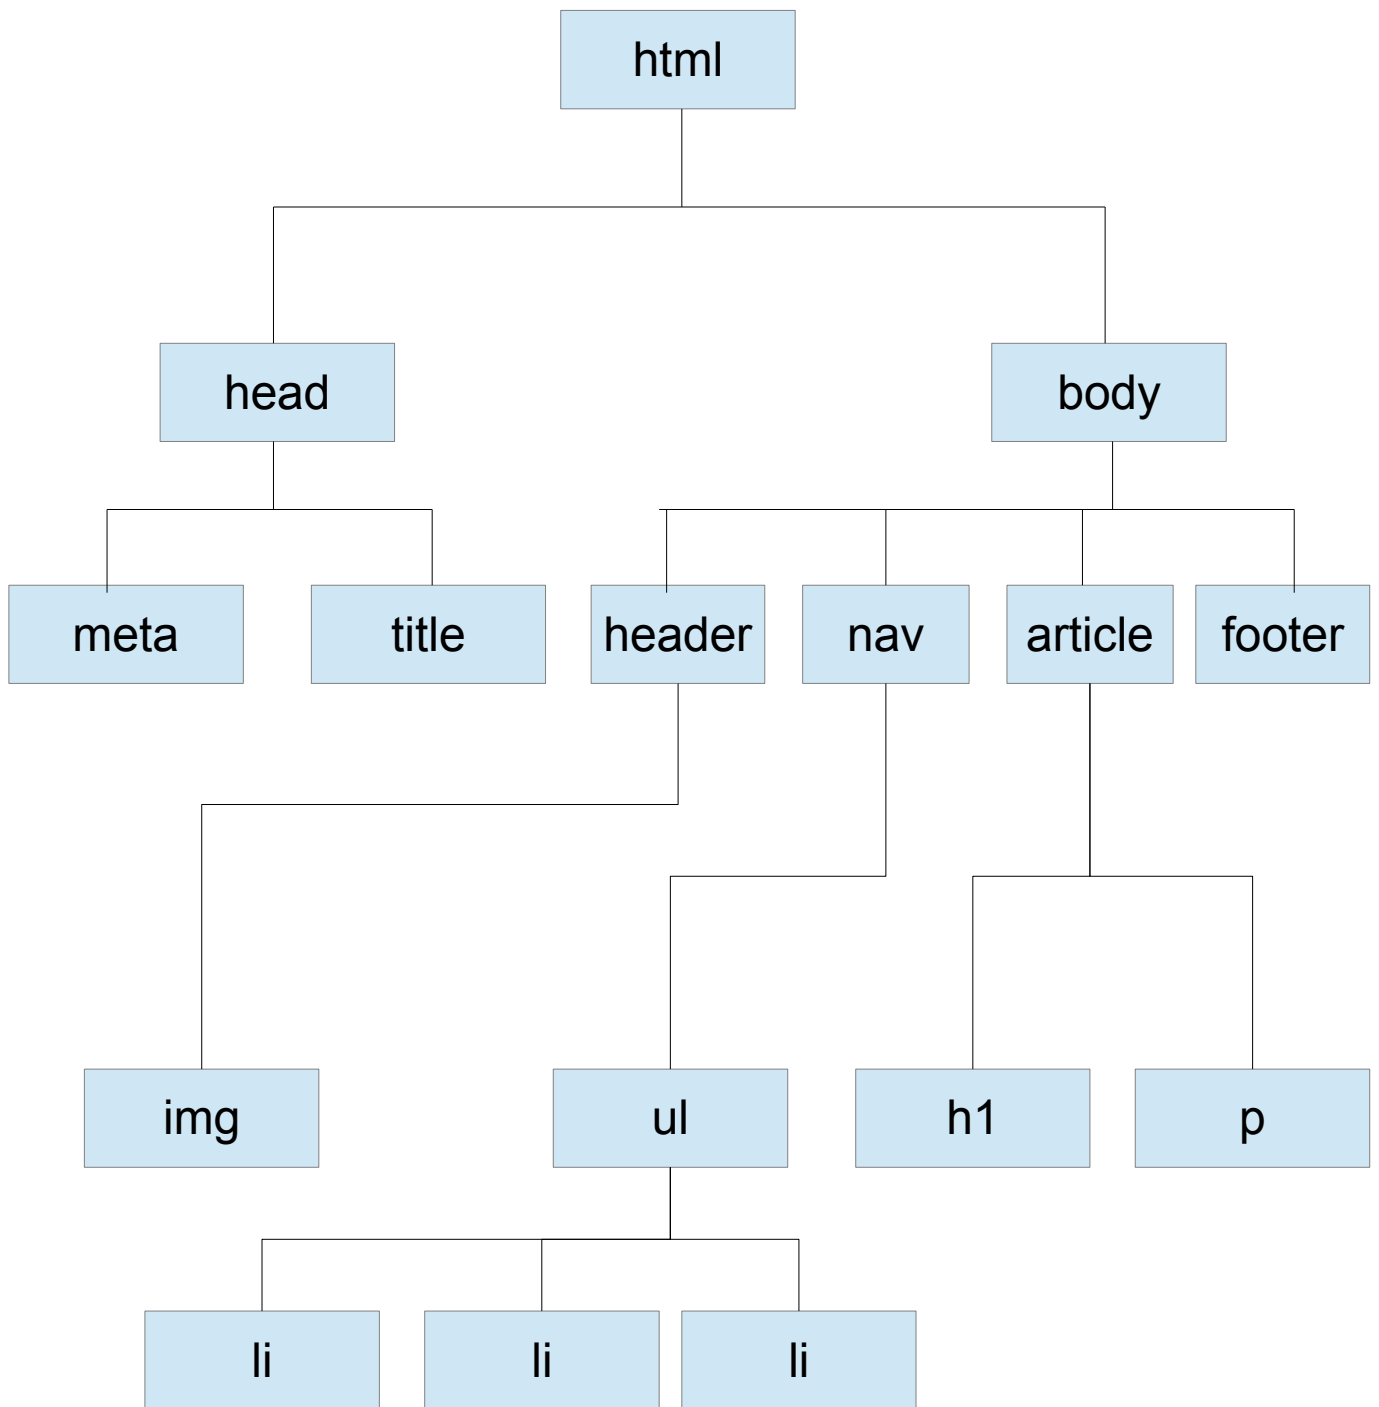 html
head
body
meta
title
header
nav
article
footer
img
ul
h1
p
li
li
li